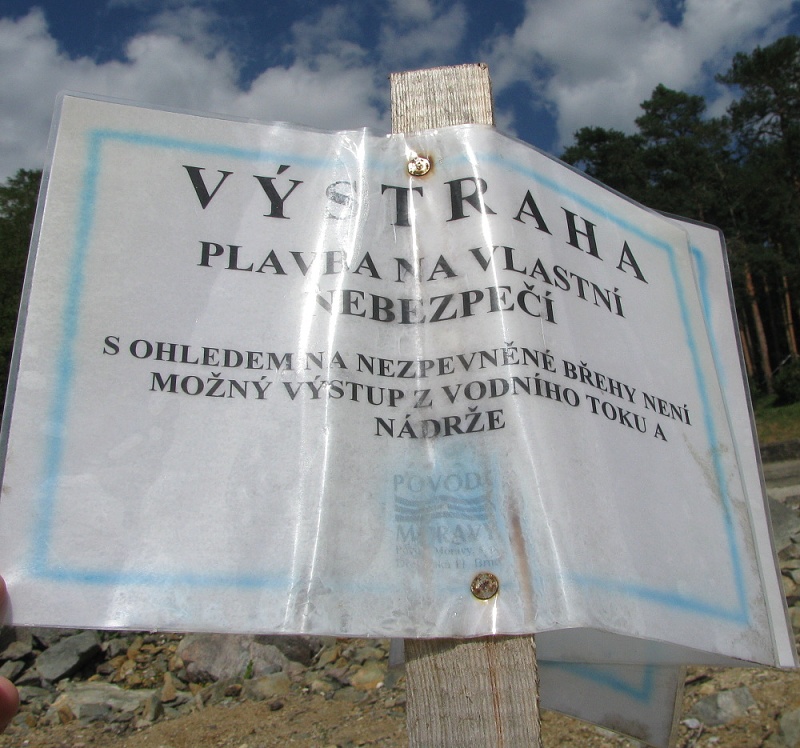 VÝSTRAHA
PLAVBA NA VLASTNÍ
NEBEZPEČÍ
S OHLEDEM NA NEZPEVNĚNÉ BŘEHY NENÍ
MOŽNÝ VÝSTUP Z VODNÍHO TOKU A
NÁDRŽE
POVODÍ
MORAVY